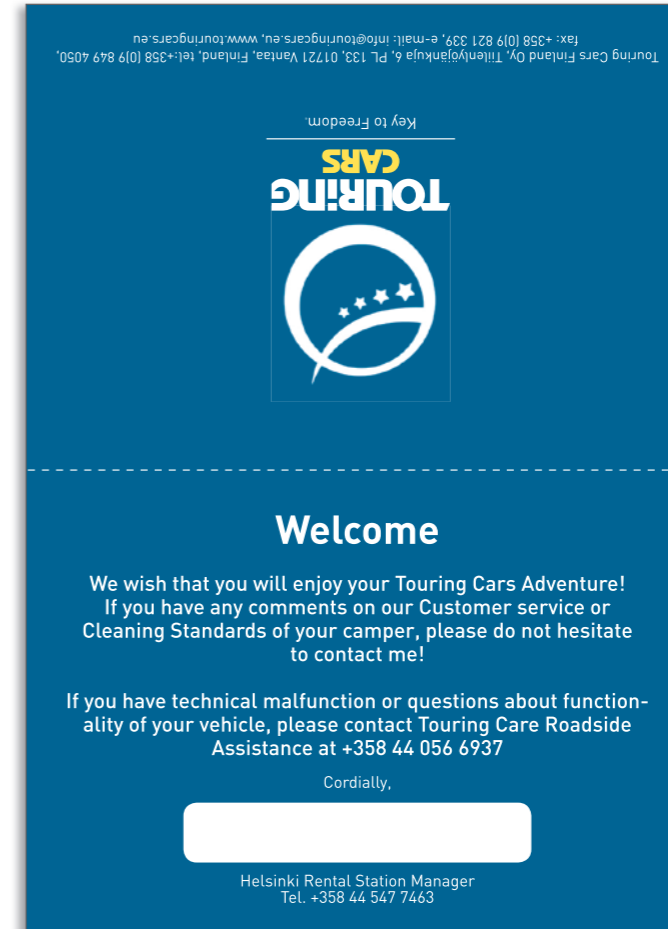 Touring Cars Finland Oy, Tiilentyöjänkuja 6, PL 133, 01721 Vantaa, Finland, tel:+358 (0)9 849 4050,
fax: +358 (0)9 821 339, e-mail: info@touringcars.eu, www.touringcars.eu
Key to Freedom.
TOURiNG
CARS
Welcome
We wish that you will enjoy your Touring Cars Adventure!
If you have any comments on our Customer service or
Cleaning Standards of your camper, please do not hesitate
to contact me!
If you have technical malfunction or questions about function-
ality of your vehicle, please contact Touring Care Roadside
Assistance at +358 44 056 6937
Cordially,
Helsinki Rental Station Manager
Tel. +358 44 547 7463